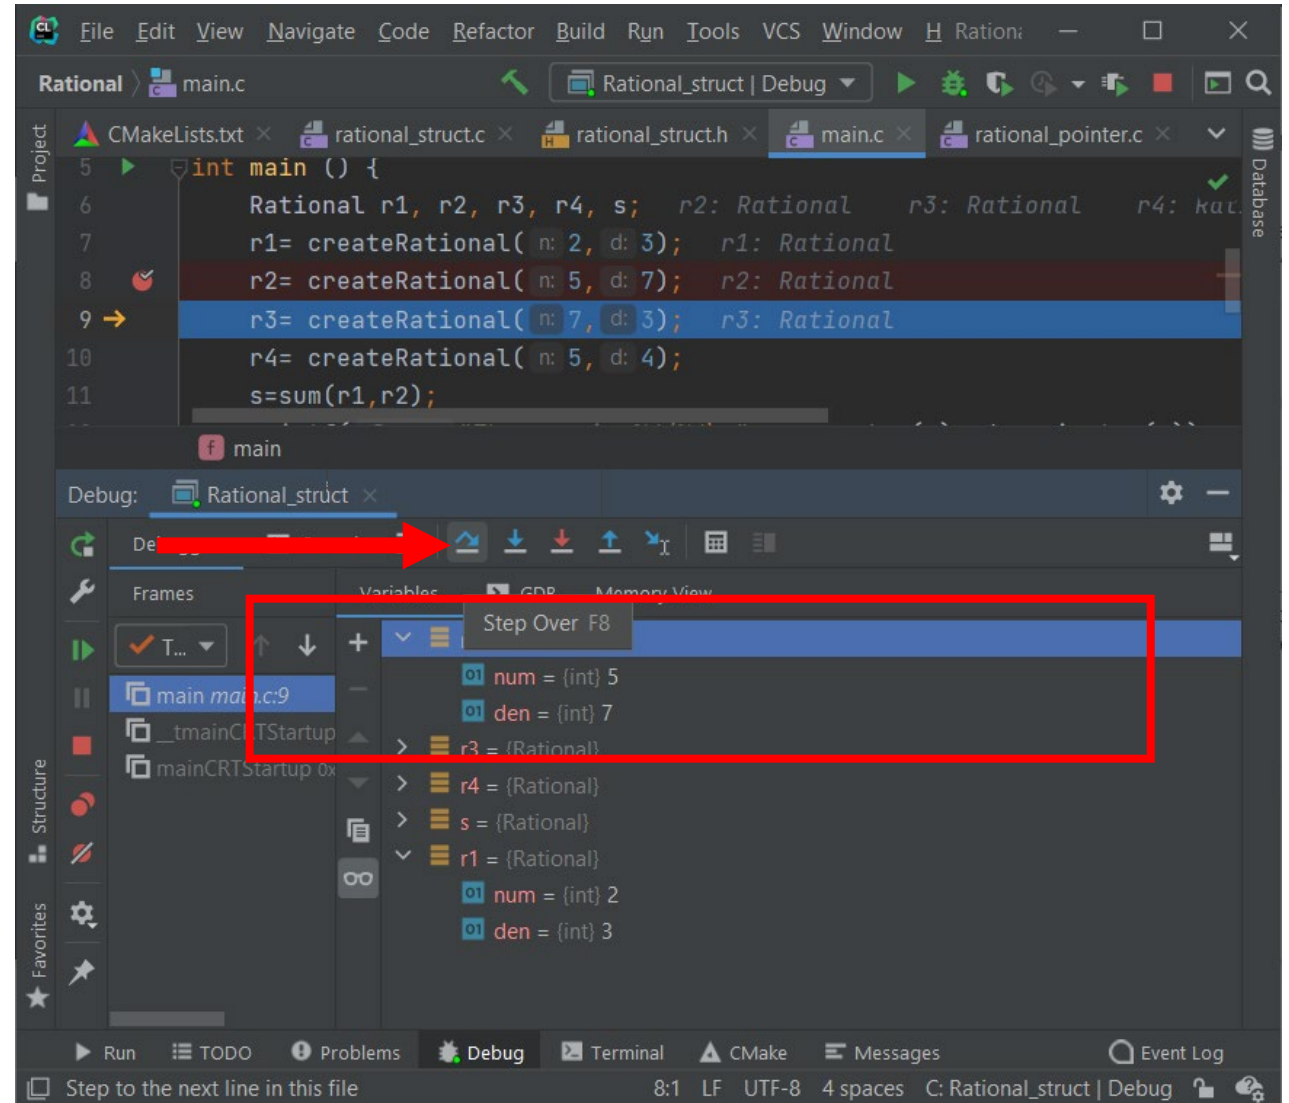 CL File Edit View Navigate Code Refactor Build Run Tools VCS Window H Rationa
Rational main.c Rational_struct | Debug
CMakeLists.txt rational_struct.c rational_struct.h main.c rational_pointer.c
Project
Database
5 int main () {
6 Rational r1, r2, r3, r4, s; r2: Rational r3: Rational r4: Rat
7 r1= createRational( n: 2, d: 3); r1: Rational
8 r2= createRational( n: 5, d: 7); r2: Rational
9 r3= createRational( n: 7, d: 3); r3: Rational
10 r4= createRational( n: 5, d: 4);
11 s=sum(r1,r2);
f main
Debug: Rational_struct
Frames Variables GDB Memory View
Step Over F8
T...
num = {int} 5
main main.c:9
den = {int} 7
__tmainCRTStartup
r3 = {Rational}
mainCRTStartup 0x
r4 = {Rational}
s = {Rational}
r1 = {Rational}
num = {int} 2
den = {int} 3
Structure
Favorites
Run TODO Problems Debug Terminal CMake Messages Event Log
Step to the next line in this file 8:1 LF UTF-8 4 spaces C: Rational_struct | Debug